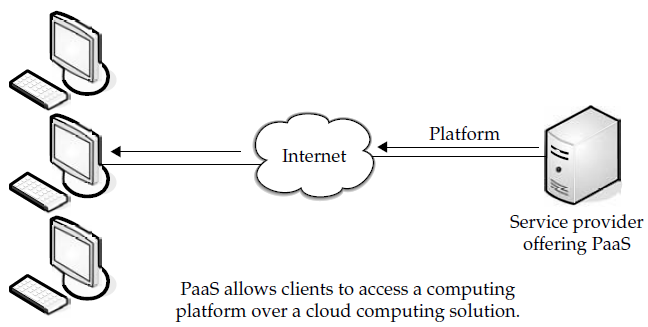 Platform
Internet
Service provider
offering PaaS
PaaS allows clients to access a computing
platform over a cloud computing solution.